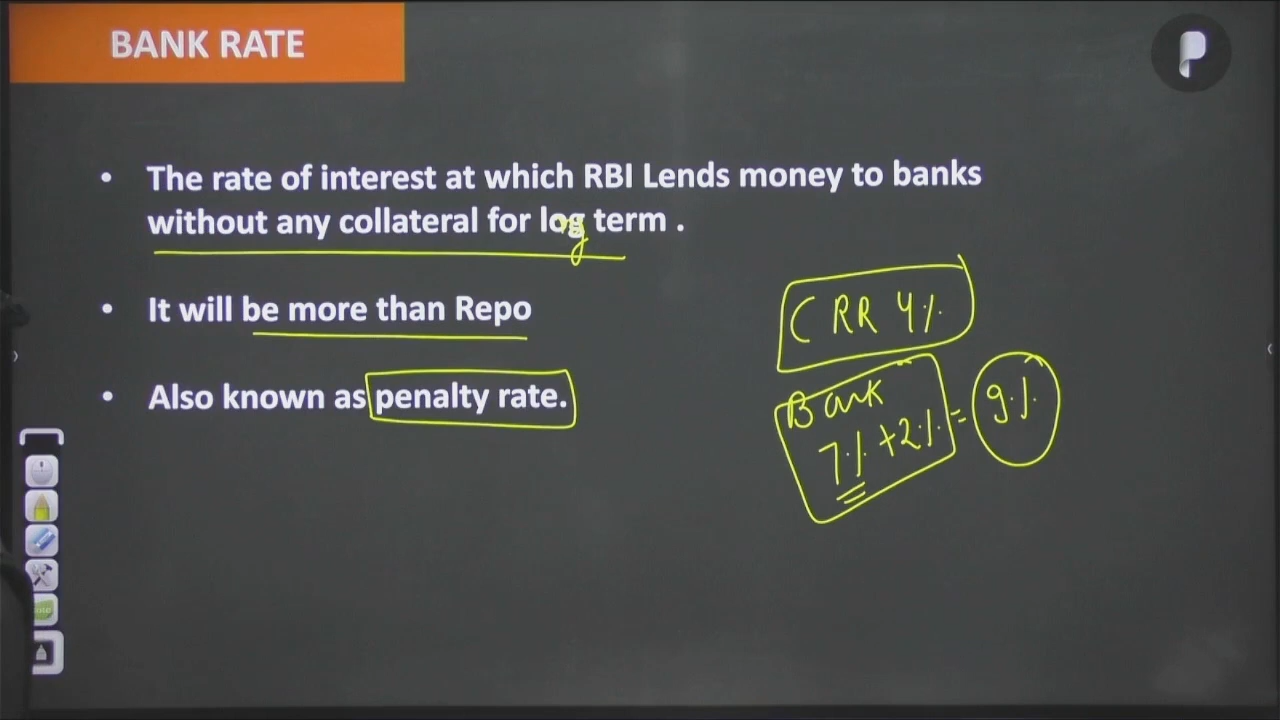 BANK RATE
• The rate of interest at which RBI Lends money to banks
without any collateral for log term .
• It will be more than Repo
• Also known as penalty rate.
CRR 4%
Bank
7% +2% = 9%